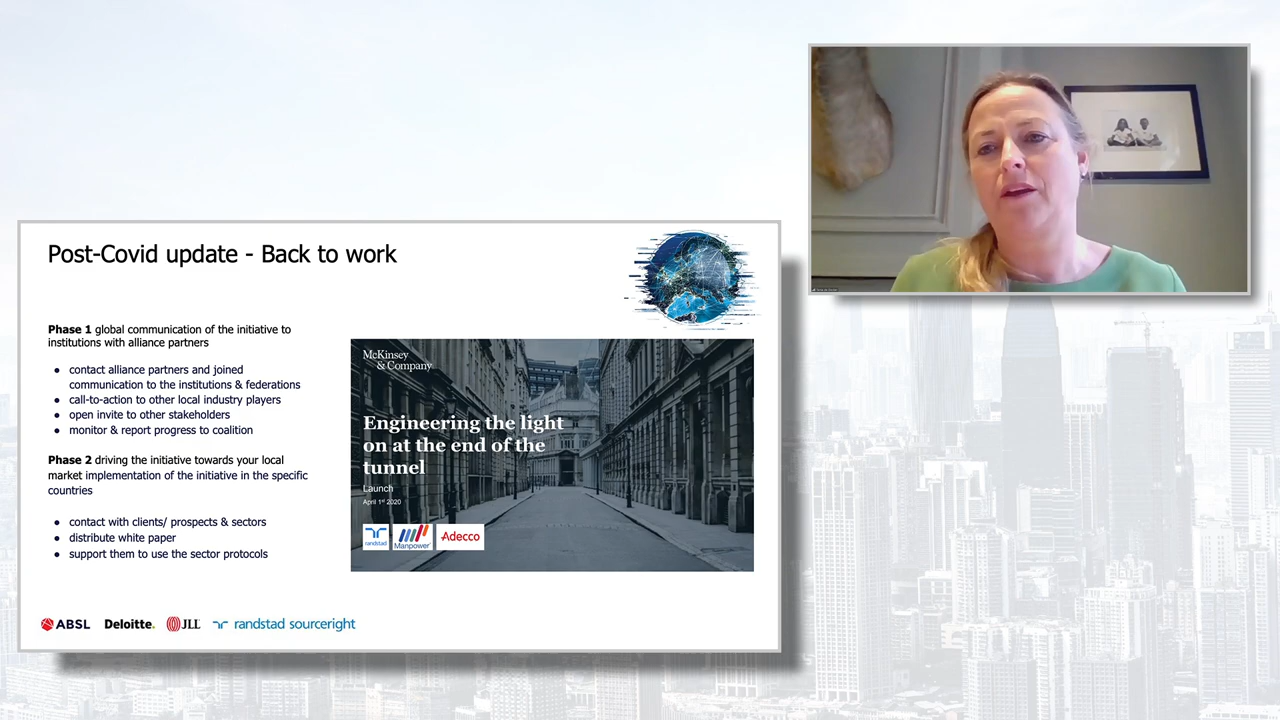 Post-Covid update - Back to work
Phase 1 global communication of the initiative to
institutions with alliance partners
• contact alliance partners and joined
communication to the institutions & federations
• call-to-action to other local industry players
• open invite to other stakeholders
• monitor & report progress to coalition
Phase 2 driving the initiative towards your local
market implementation of the initiative in the specific
countries
• contact with clients/ prospects & sectors
• distribute white paper
• support them to use the sector protocols
McKinsey
& Company
Engineering the light
on at the end of the
tunnel
Launch
April 1st 2020
randstad Manpower Adecco
ABSL Deloitte. JLL randstad sourceright